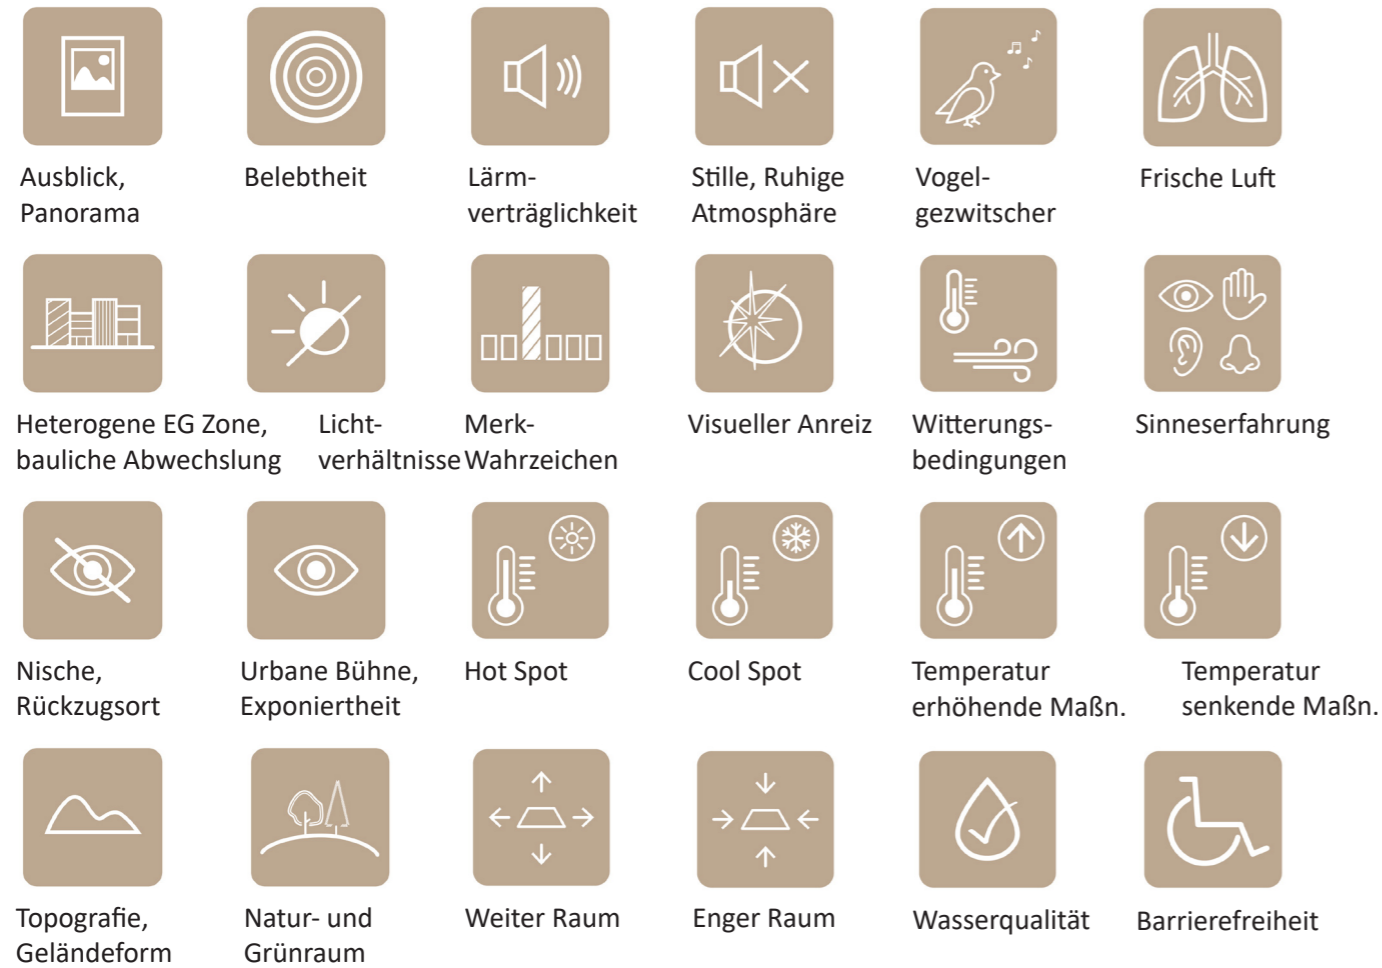 Ausblick,
Panorama
Belebtheit
Lärm-
verträglichkeit
Stille, Ruhige
Atmosphäre
Vogel-
gezwitscher
Frische Luft
Heterogene EG Zone,
bauliche Abwechslung
Licht-
verhältnisse
Merk-
Wahrzeichen
Visueller Anreiz
Witterungs-
bedingungen
Sinneserfahrung
Nische,
Rückzugsort
Urbane Bühne,
Exponiertheit
Hot Spot
Cool Spot
Temperatur
erhöhende Maßn.
Temperatur
senkende Maßn.
Topografie,
Geländeform
Natur- und
Grünraum
Weiter Raum
Enger Raum
Wasserqualität
Barrierefreiheit